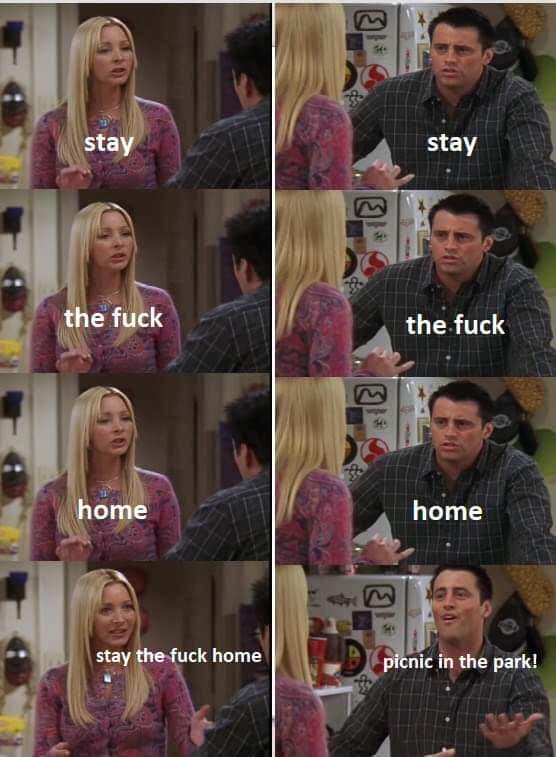 stay
stay
the fuck
the fuck
home
home
stay the fuck home
picnic in the park!